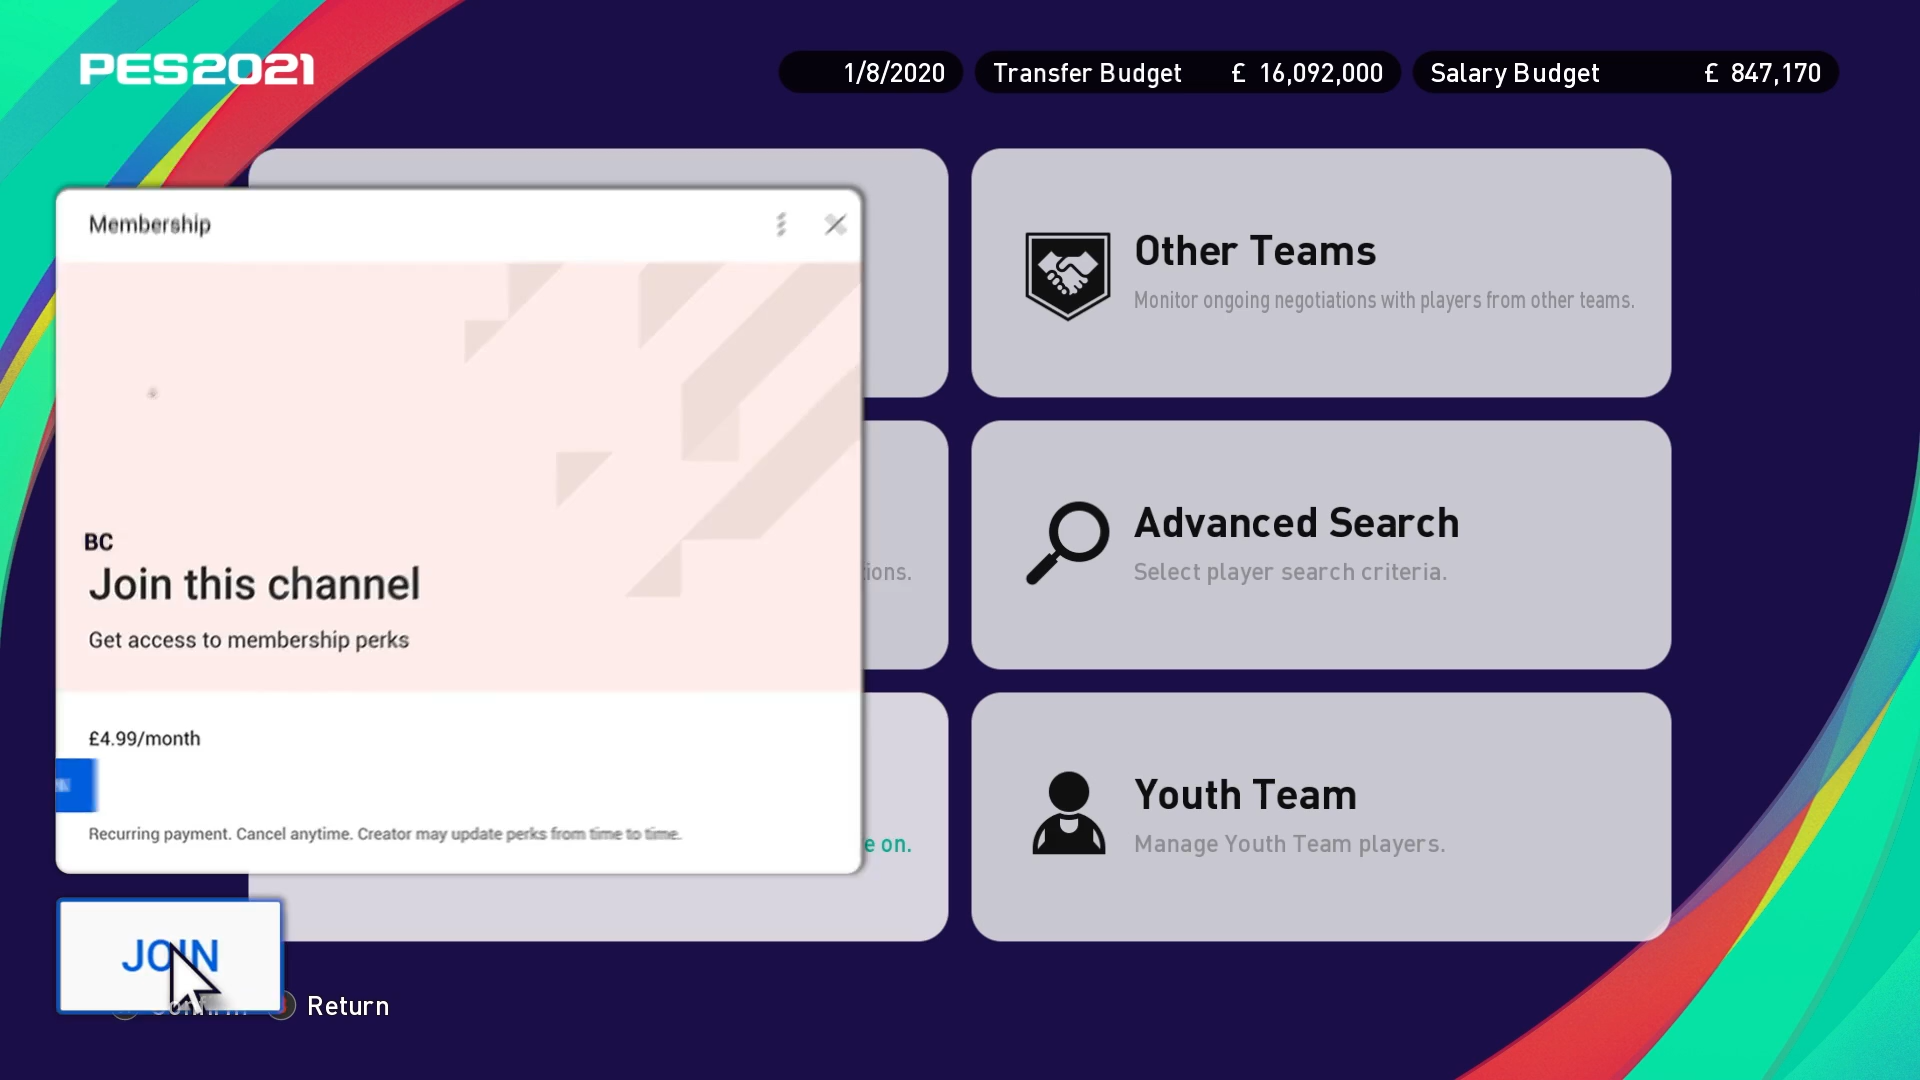 PES2021
1/8/2020
Transfer Budget £ 16,092,000
Salary Budget £ 847,170
Membership
BC
Join this channel
Get access to membership perks
£4.99/month
Recurring payment. Cancel anytime. Creator may update perks from time to time.
JOIN
Other Teams
Monitor ongoing negotiations with players from other teams.
Advanced Search
Select player search criteria.
Youth Team
Manage Youth Team players.
e on.
Return